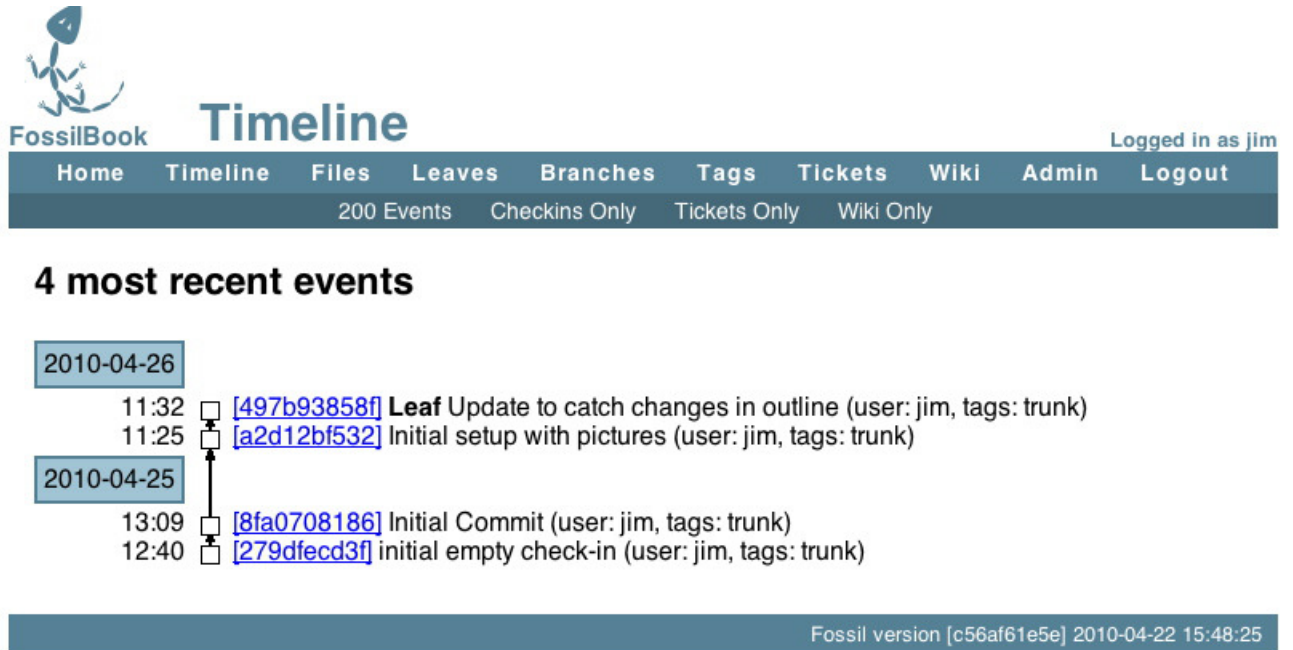 FossilBook
Timeline
Logged in as jim
Home Timeline Files Leaves Branches Tags Tickets Wiki Admin Logout
200 Events Checkins Only Tickets Only Wiki Only
4 most recent events
2010-04-26
11:32 [497b93858f] Leaf Update to catch changes in outline (user: jim, tags: trunk)
11:25 [a2d12bf532] Initial setup with pictures (user: jim, tags: trunk)
2010-04-25
13:09 [8fa0708186] Initial Commit (user: jim, tags: trunk)
12:40 [279dfecd3f] initial empty check-in (user: jim, tags: trunk)
Fossil version [c56af61e5e] 2010-04-22 15:48:25